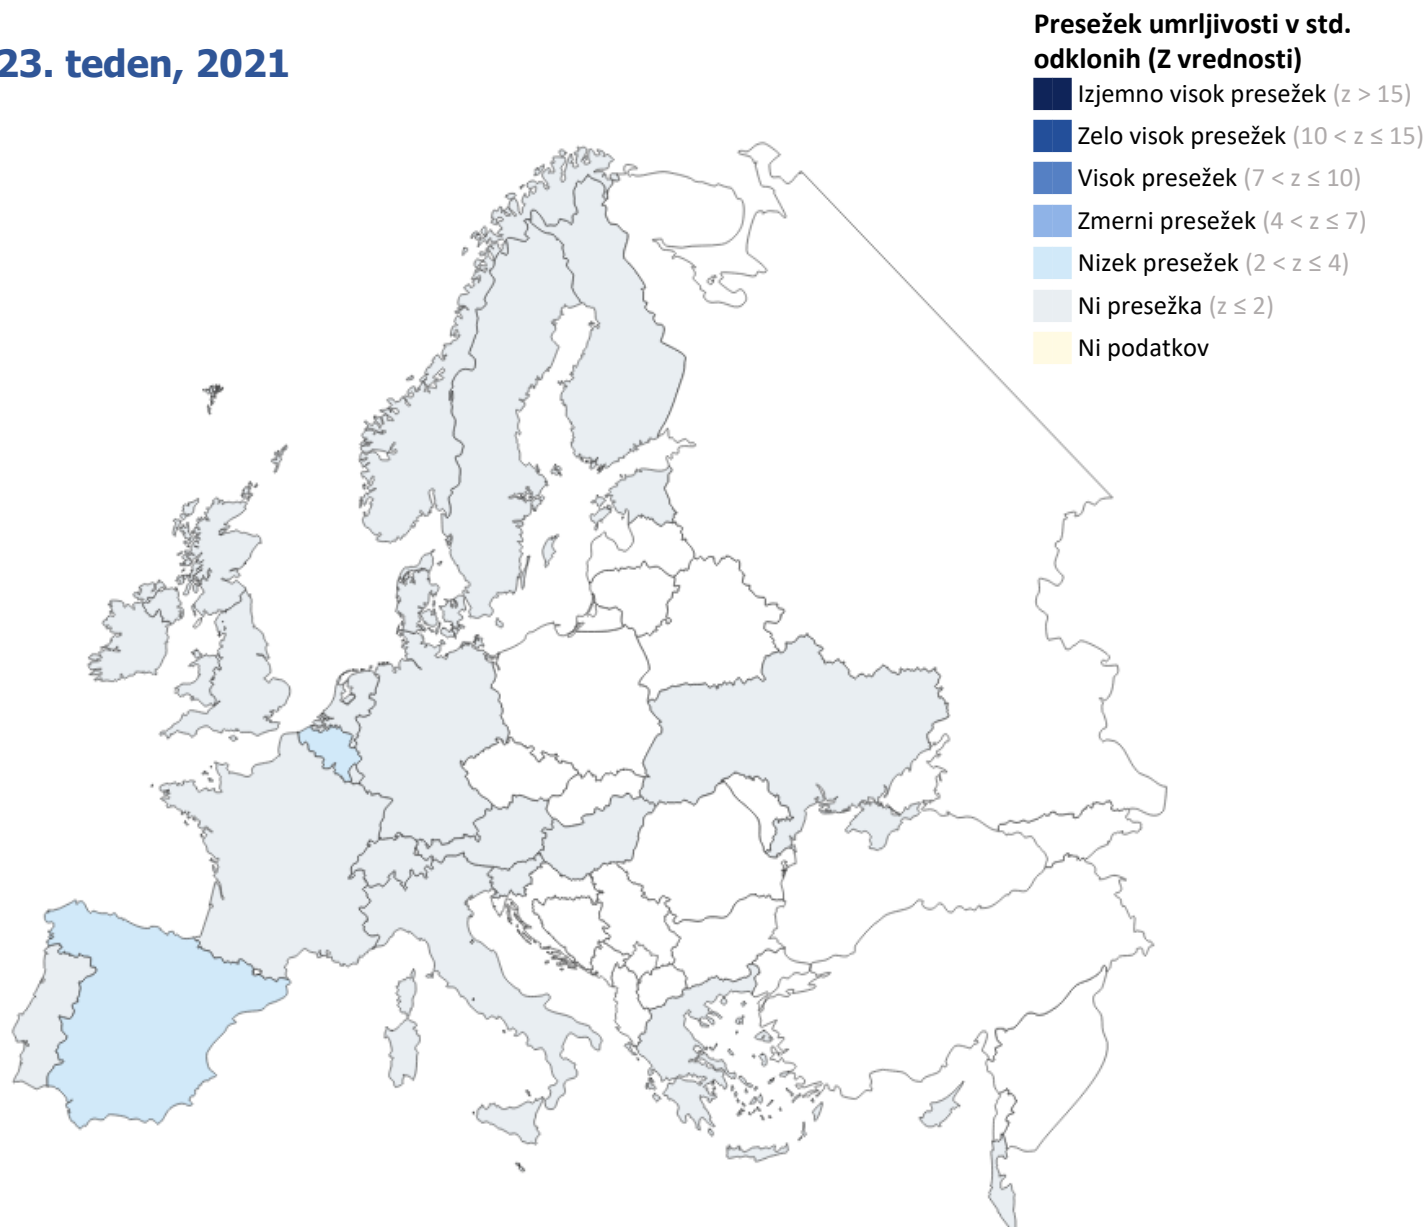 23. teden, 2021
Presežek umrljivosti v std.
odklonih (Z vrednosti)
Izjemno visok presežek (z > 15)
Zelo visok presežek (10 < z ≤ 15)
Visok presežek (7 < z ≤ 10)
Zmerni presežek (4 < z ≤ 7)
Nizek presežek (2 < z ≤ 4)
Ni presežka (z ≤ 2)
Ni podatkov